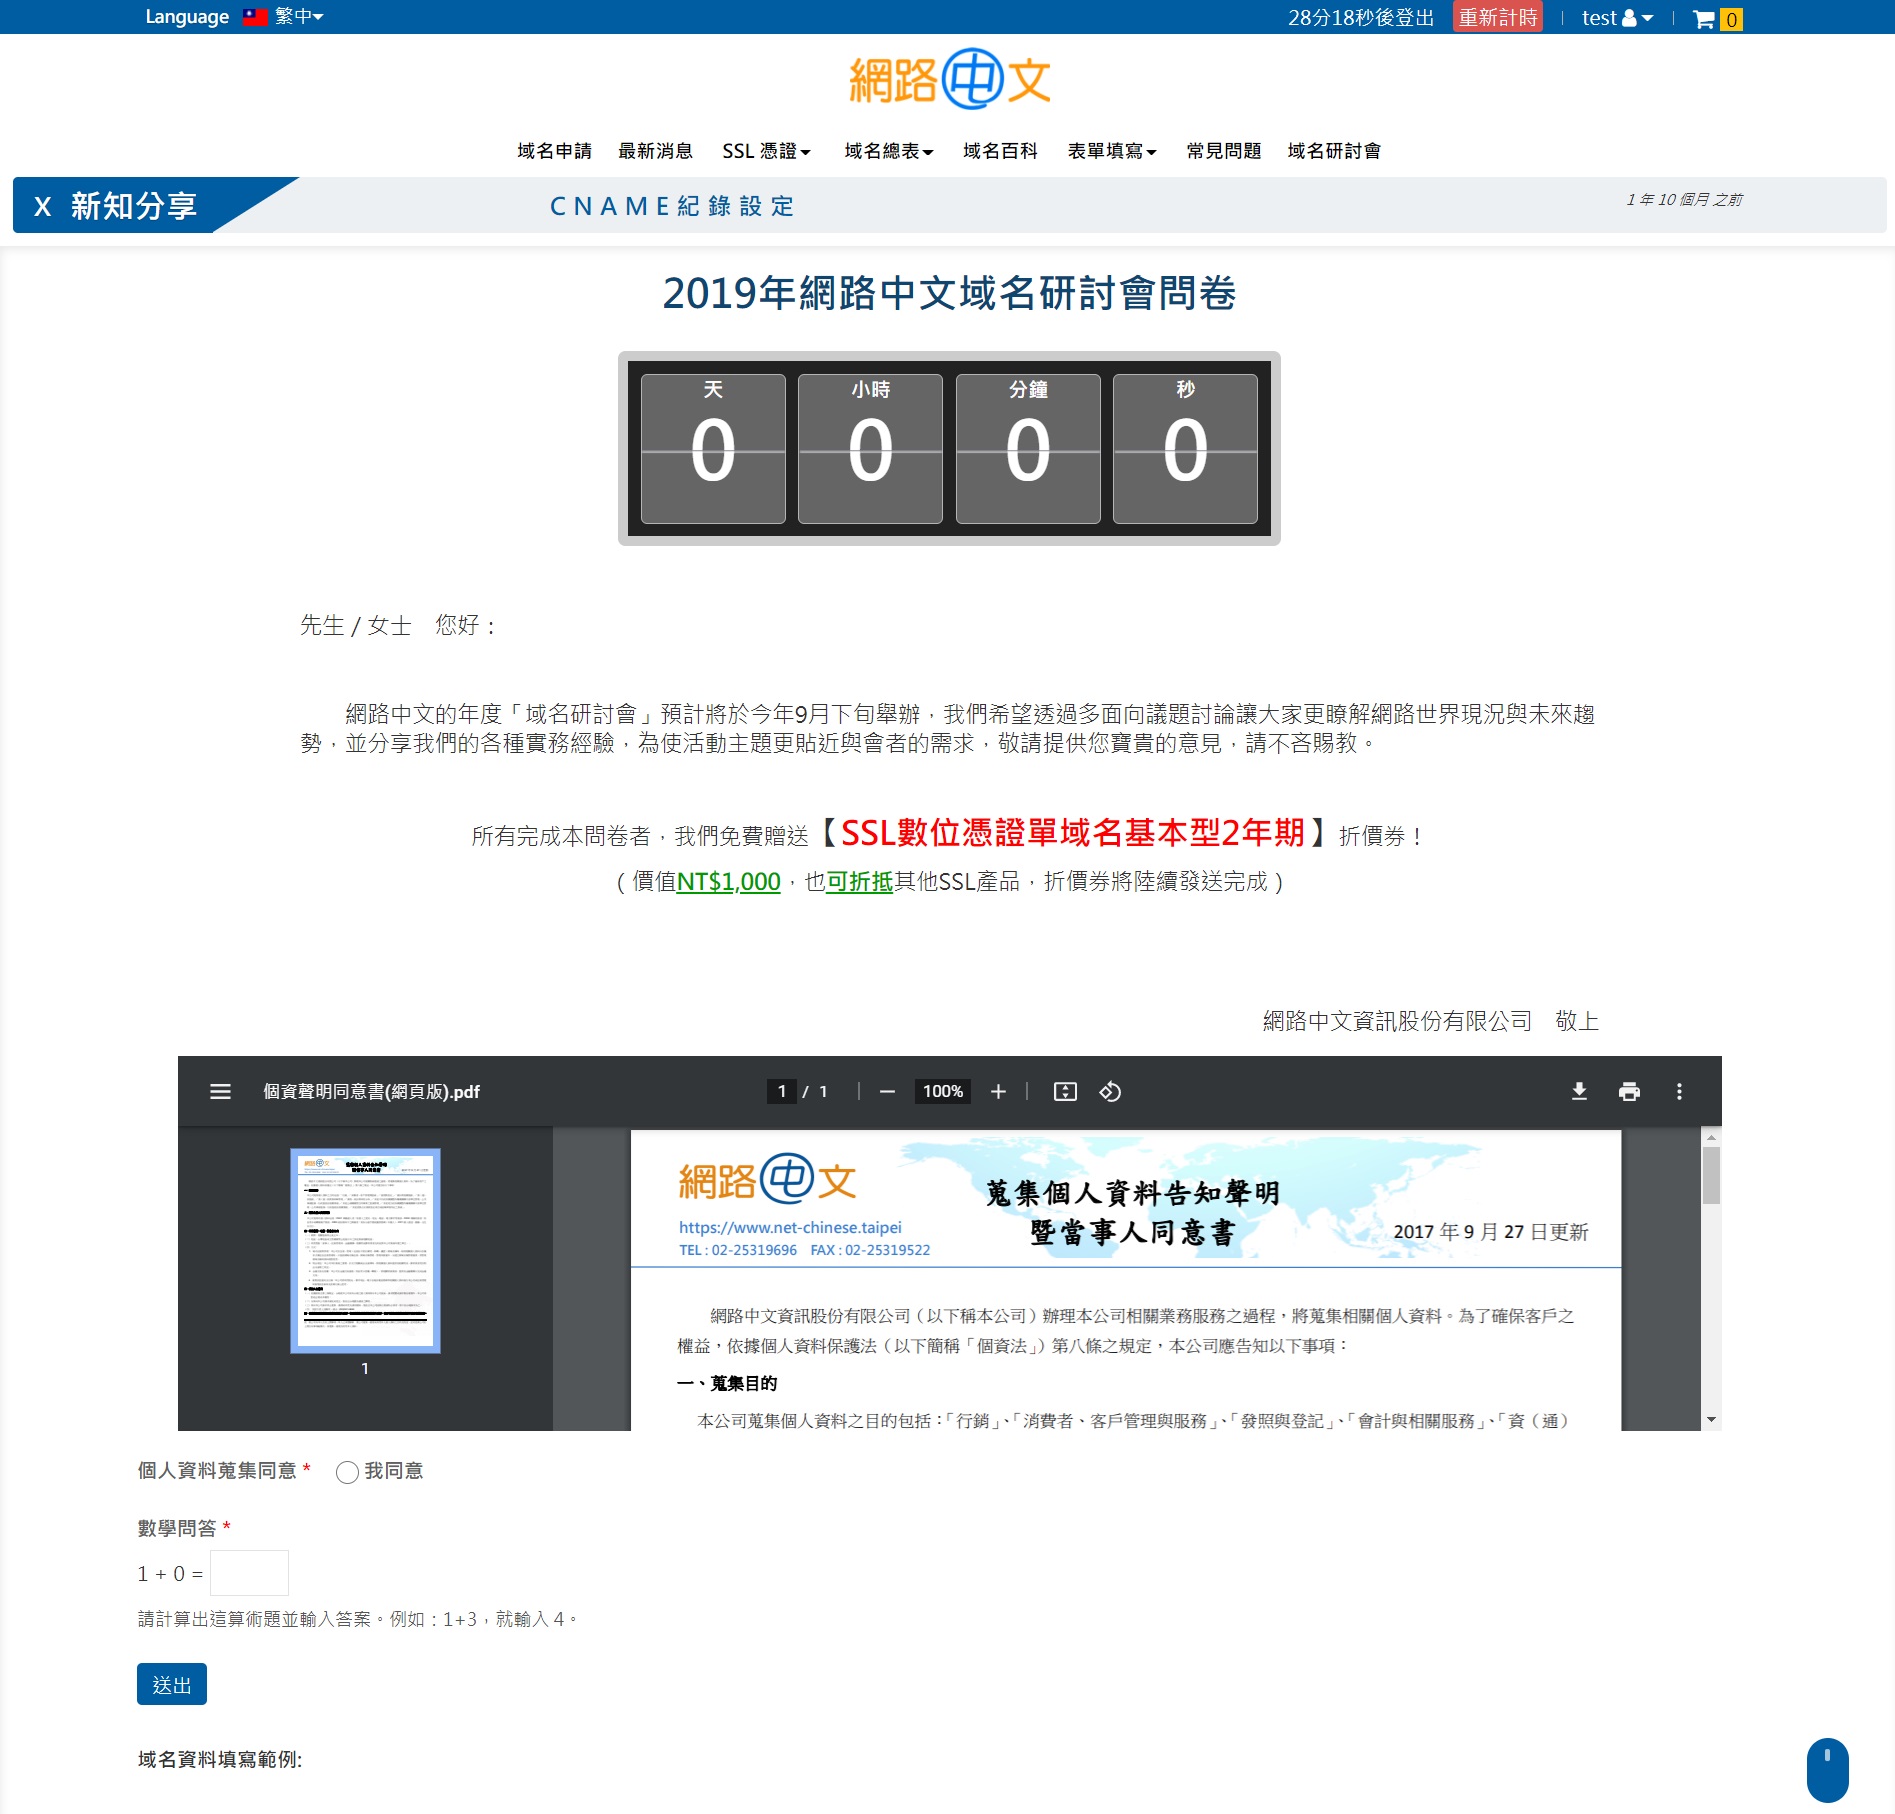 Language 繁中
28分18秒後登出 重新計時 test 0
網路中文
域名申請 最新消息 SSL 憑證 域名總表 域名百科 表單填寫 常見問題 域名研討會
X 新知分享 CNAME紀錄設定 1 年 10 個月 之前
2019年網路中文域名研討會問卷
天 小時 分鐘 秒
0 0 0 0
先生 / 女士　您好：
網路中文的年度「域名研討會」預計將於今年9月下旬舉辦，我們希望透過多面向議題討論讓大家更瞭解網路世界現況與未來趨
勢，並分享我們的各種實務經驗，為使活動主題更貼近與會者的需求，敬請提供您寶貴的意見，請不吝賜教。
所有完成本問卷者，我們免費贈送【SSL數位憑證單域名基本型2年期】折價券！
（價值NT$1,000，也可折抵其他SSL產品，折價券將陸續發送完成）
網路中文資訊股份有限公司　敬上
個資聲明同意書(網頁版).pdf 1 / 1 100%
網路中文
蒐集個人資料告知聲明
暨當事人同意書
https://www.net-chinese.taipei
TEL : 02-25319696 FAX : 02-25319522
2017 年 9 月 27 日更新
網路中文資訊股份有限公司（以下稱本公司）辦理本公司相關業務服務之過程，將蒐集相關個人資料。為了確保客戶之
權益，依據個人資料保護法（以下簡稱「個資法」）第八條之規定，本公司應告知以下事項：
一、蒐集目的
本公司蒐集個人資料之目的包括：「行銷」、「消費者、客戶管理與服務」、「發照與登記」、「會計與相關服務」、「資（通）
1
個人資料蒐集同意 * 我同意
數學問答 *
1 + 0 =
請計算出這算術題並輸入答案。例如：1+3，就輸入 4。
送出
域名資料填寫範例: